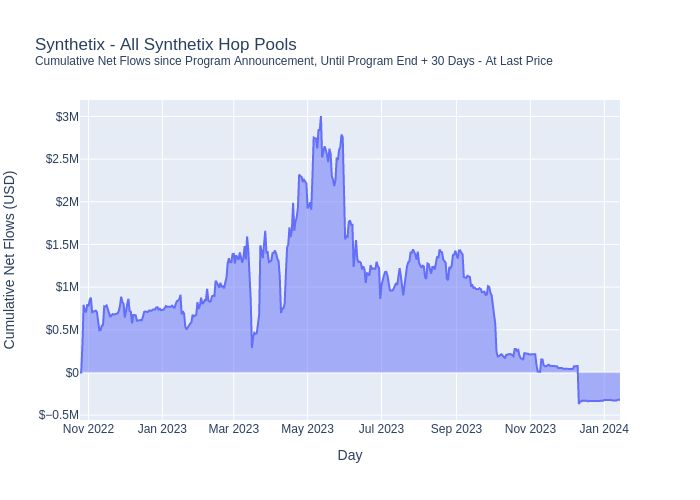 Synthetix - All Synthetix Hop Pools
Cumulative Net Flows since Program Announcement, Until Program End + 30 Days - At Last Price
Cumulative Net Flows (USD)
$3M
$2.5M
$2M
$1.5M
$1M
$0.5M
$0
$−0.5M
Nov 2022 Jan 2023 Mar 2023 May 2023 Jul 2023 Sep 2023 Nov 2023 Jan 2024
Day